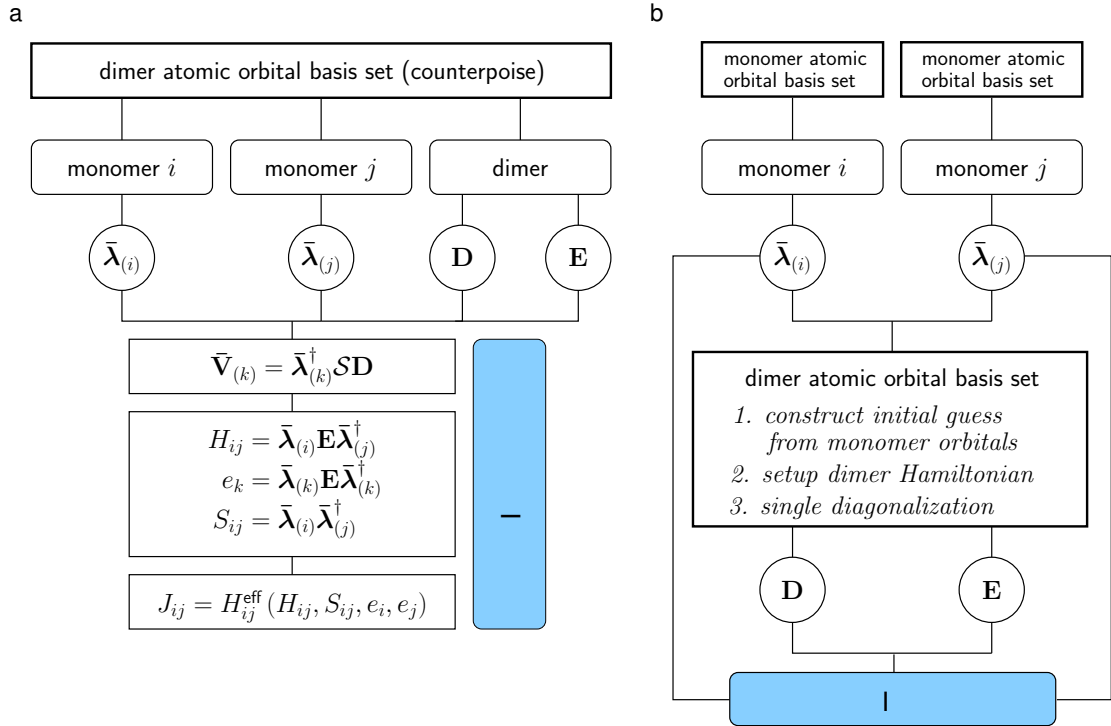 a
dimer atomic orbital basis set (counterpoise)
monomer i
monomer j
dimer
λ̄(i)
λ̄(j)
D
E
V̄(k) = λ̄†(k)𝒮D
Hij = λ̄(i)Eλ̄†(j)
ek = λ̄(k)Eλ̄†(k)
Sij = λ̄(i)λ̄†(j)
Jij = Hij^eff (Hij, Sij, ei, ej)
I
b
monomer atomic
orbital basis set
monomer atomic
orbital basis set
monomer i
monomer j
λ̄(i)
λ̄(j)
dimer atomic orbital basis set
1. construct initial guess
from monomer orbitals
2. setup dimer Hamiltonian
3. single diagonalization
D
E
I